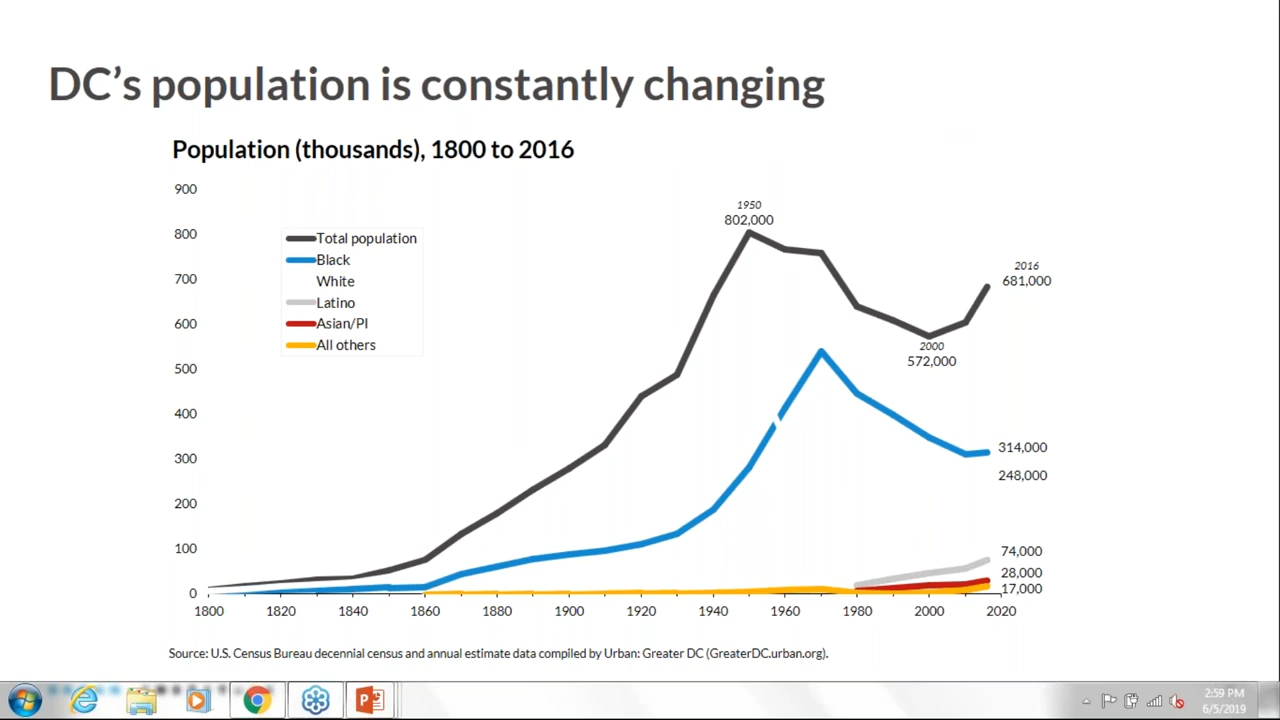 DC's population is constantly changing
Population (thousands), 1800 to 2016
900
800
700
600
500
400
300
200
100
0
Total population
Black
White
Latino
Asian/PI
All others
1950
802,000
2016
681,000
2000
572,000
314,000
248,000
74,000
28,000
17,000
1800 1820 1840 1860 1880 1900 1920 1940 1960 1980 2000 2020
Source: U.S. Census Bureau decennial census and annual estimate data compiled by Urban: Greater DC (GreaterDC.urban.org).
2:59 PM
6/5/2019